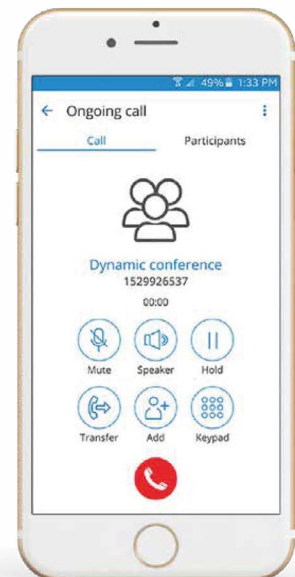 49% 1:33 PM
Ongoing call
Call Participants
Dynamic conference
1529926537
00:00
Mute Speaker Hold
Transfer Add Keypad